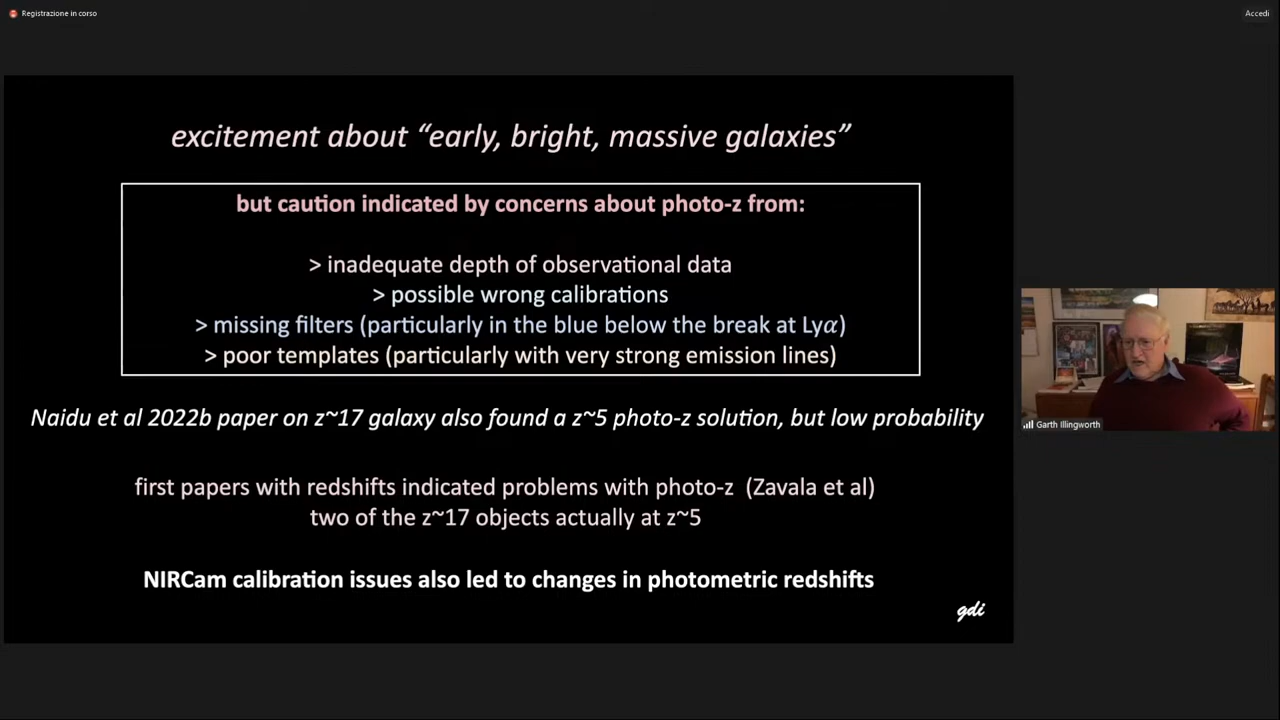 Registrazione in corso
Accedi
excitement about “early, bright, massive galaxies”
but caution indicated by concerns about photo-z from:
> inadequate depth of observational data
> possible wrong calibrations
> missing filters (particularly in the blue below the break at Lyα)
> poor templates (particularly with very strong emission lines)
Naidu et al 2022b paper on z~17 galaxy also found a z~5 photo-z solution, but low probability
first papers with redshifts indicated problems with photo-z (Zavala et al)
two of the z~17 objects actually at z~5
NIRCam calibration issues also led to changes in photometric redshifts
gdi
Garth Illingworth